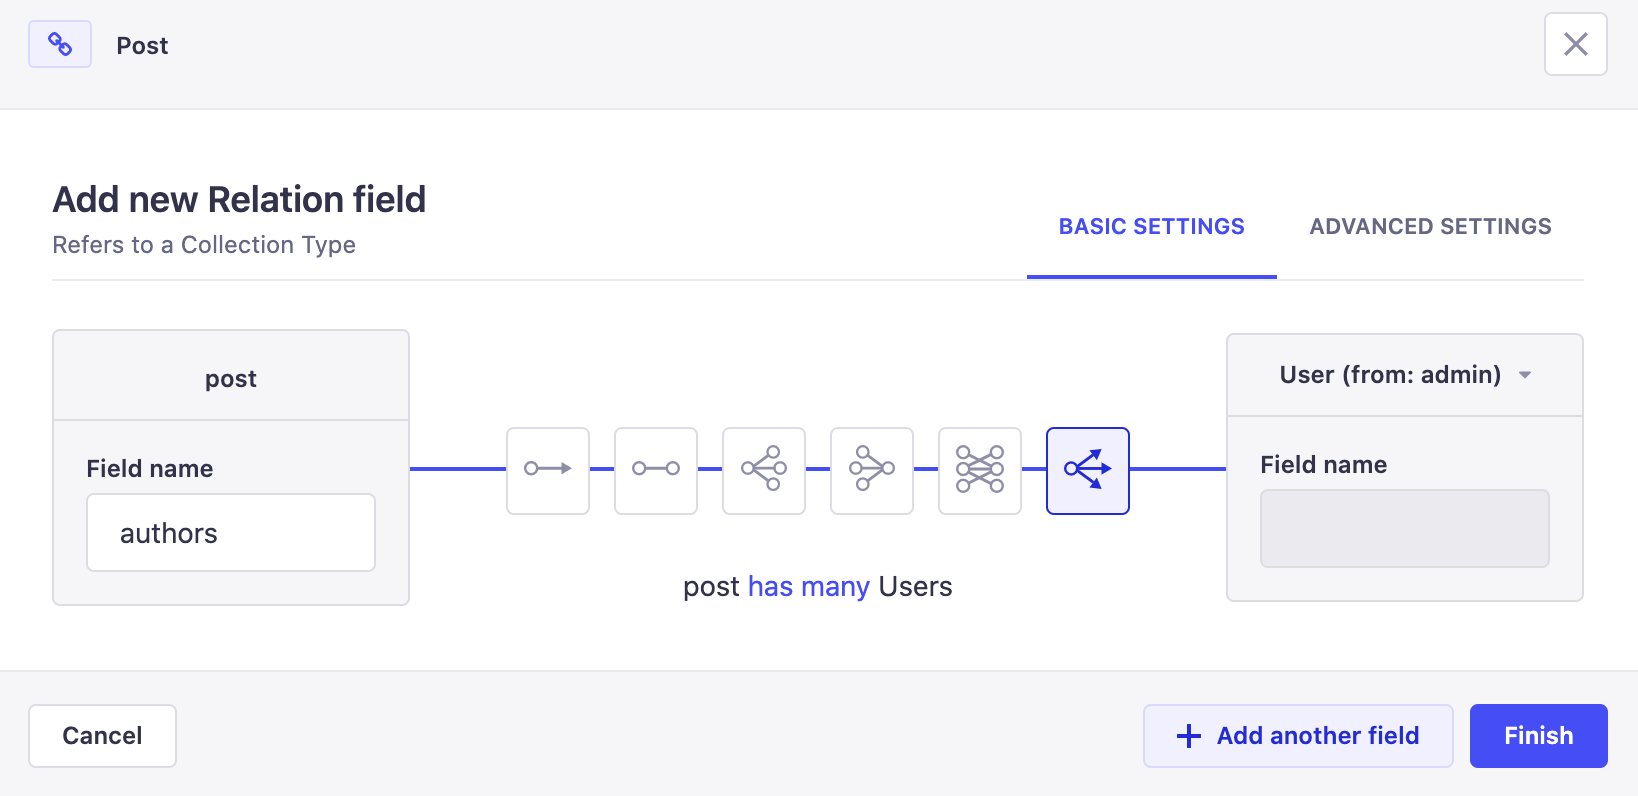 Post
Add new Relation field
Refers to a Collection Type
BASIC SETTINGS
ADVANCED SETTINGS
post
Field name
authors
post has many Users
User (from: admin)
Field name
Cancel
Add another field
Finish